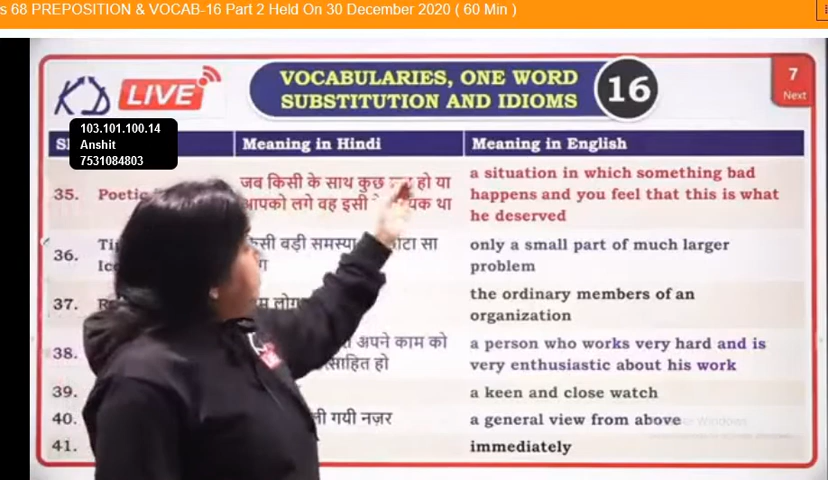 s 68 PREPOSITION & VOCAB-16 Part 2 Held On 30 December 2020 ( 60 Min )
KD LIVE
VOCABULARIES, ONE WORD
SUBSTITUTION AND IDIOMS
16
7
Next
103.101.100.14
Anshit
7531084803
Meaning in Hindi
Meaning in English
35.
Poetic
जब किसी के साथ कुछ हो या
आपको लगे वह इसी था
a situation in which something bad
happens and you feel that this is what
he deserved
36.
बड़ी समस्या सा
only a small part of much larger
problem
37.
the ordinary members of an
organization
38.
अपने काम को
हो
a person who works very hard and is
very enthusiastic about his work
39.
a keen and close watch
40.
गयी नज़र
a general view from above
41.
immediately